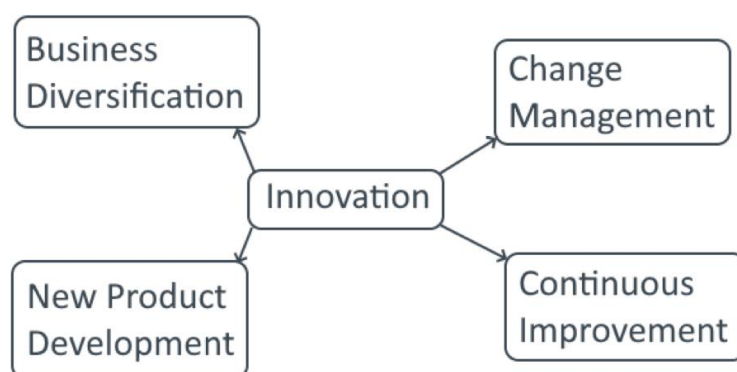 Business
Diversification
Change
Management
Innovation
New Product
Development
Continuous
Improvement